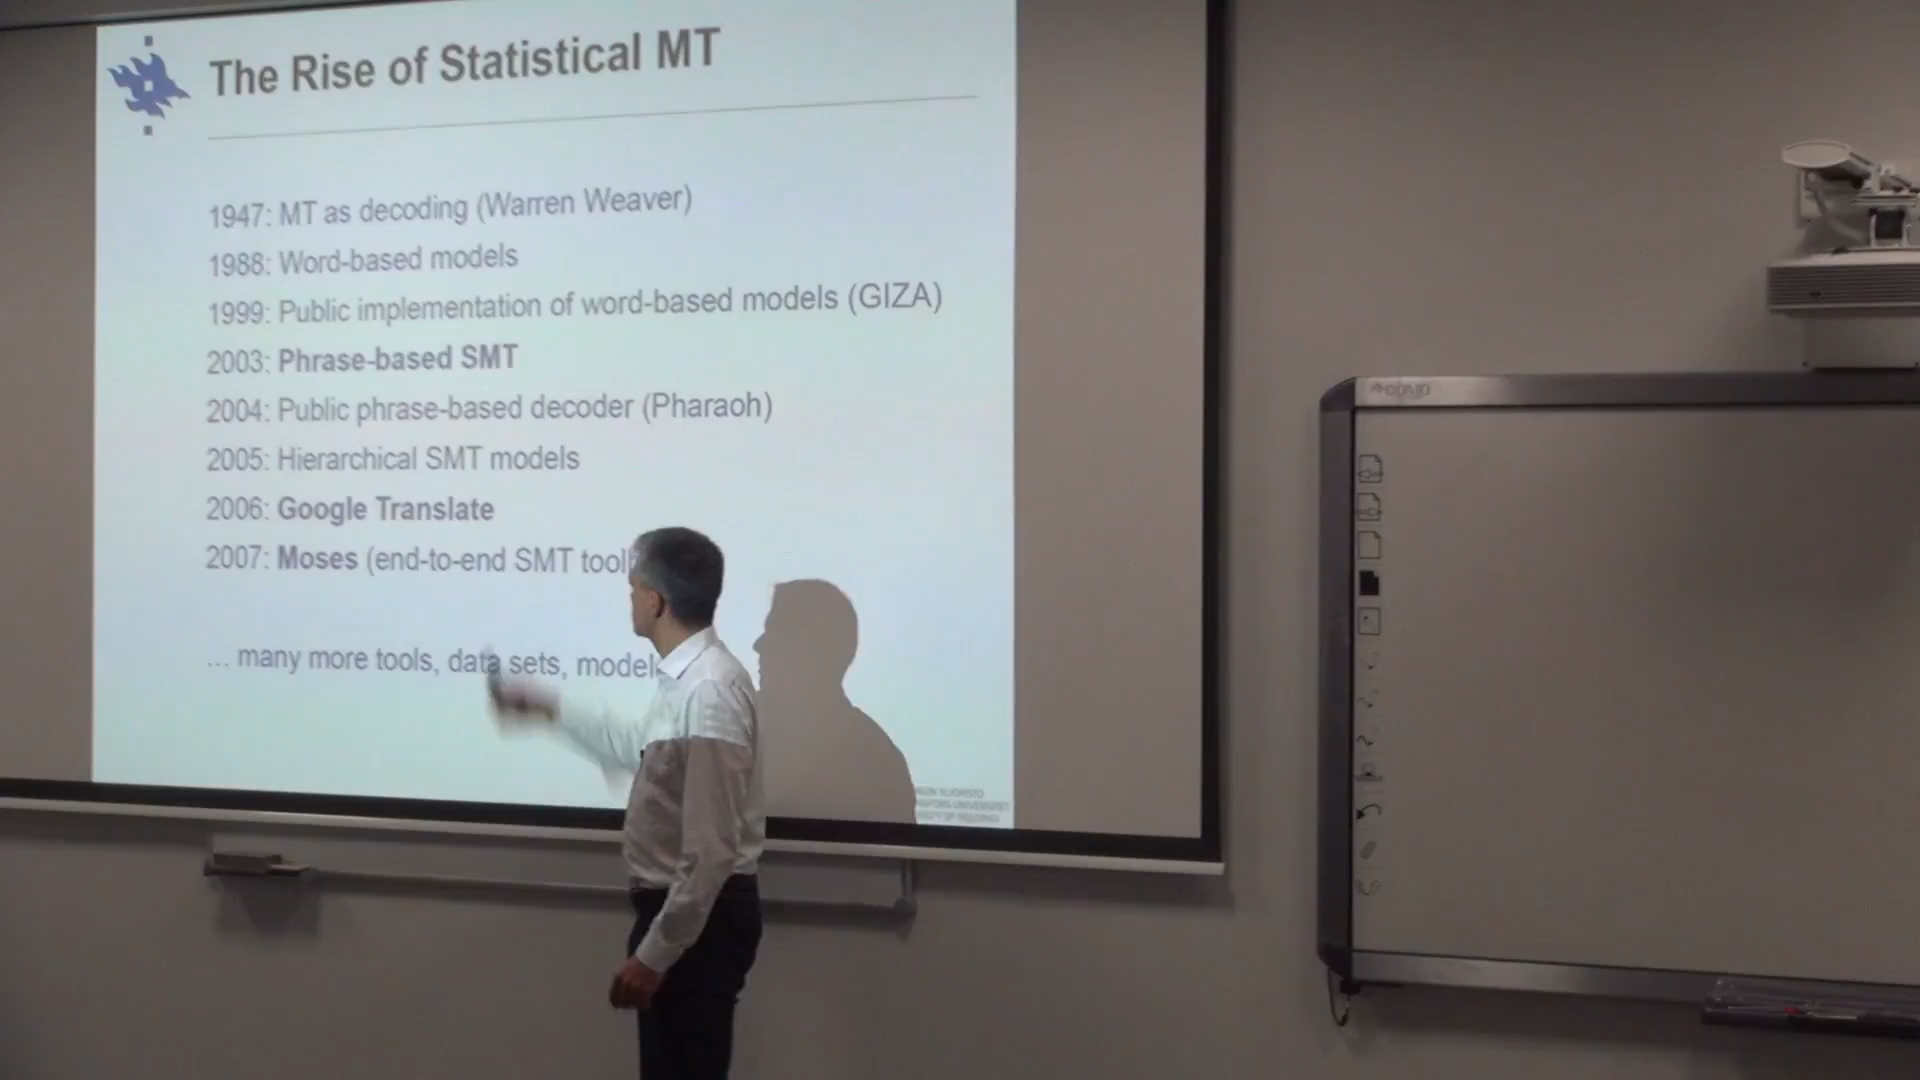 The Rise of Statistical MT
1947: MT as decoding (Warren Weaver)
1988: Word-based models
1999: Public implementation of word-based models (GIZA)
2003: Phrase-based SMT
2004: Public phrase-based decoder (Pharaoh)
2005: Hierarchical SMT models
2006: Google Translate
2007: Moses (end-to-end SMT
... many more tools, data sets,